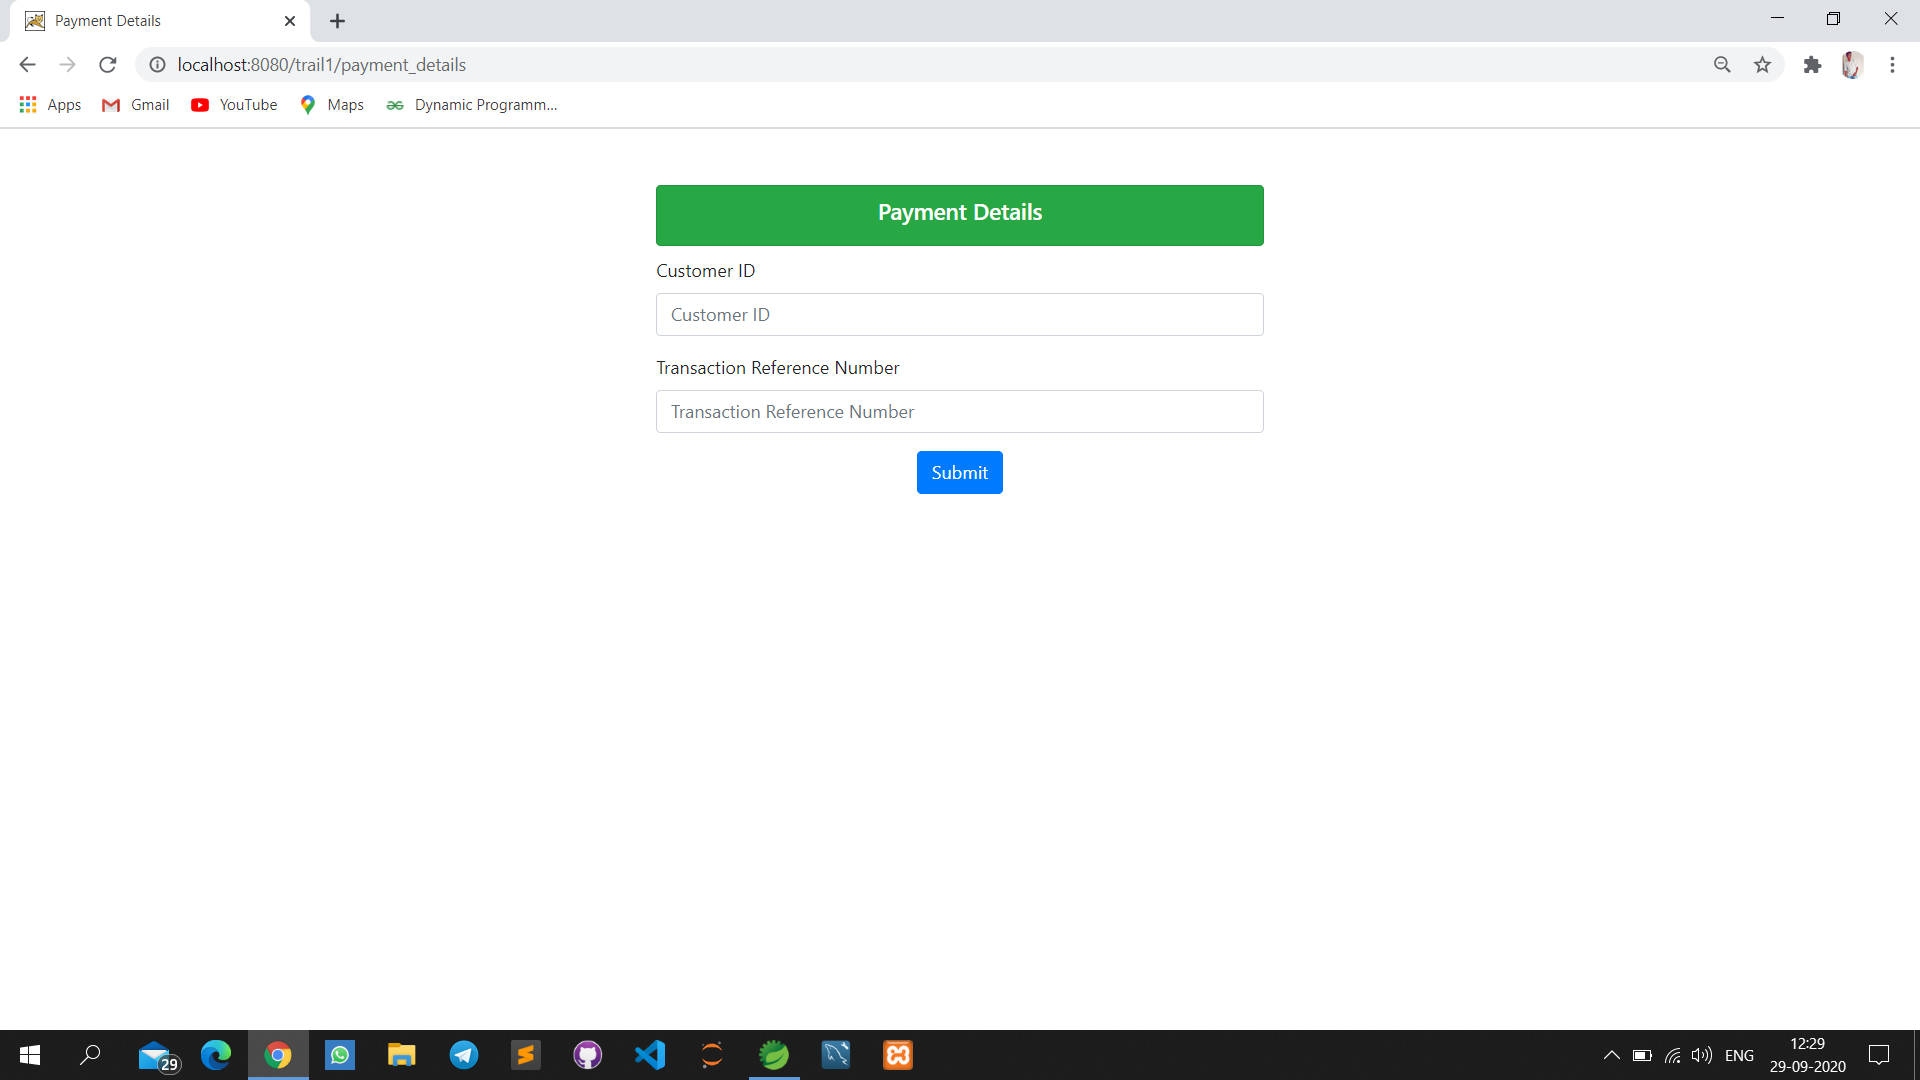 Payment Details
localhost:8080/trail1/payment_details
Apps Gmail YouTube Maps Dynamic Programm...
Payment Details
Customer ID
Customer ID
Transaction Reference Number
Transaction Reference Number
Submit
29
ENG
12:29
29-09-2020